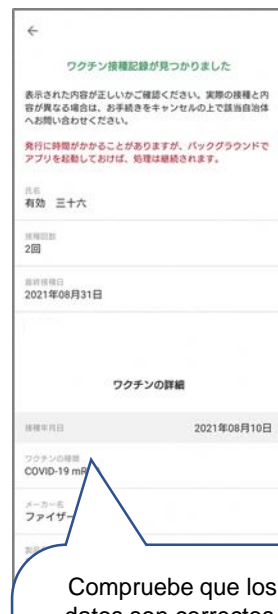 ワクチン接種記録が見つかりました
表示された内容が正しいかご確認ください。実際の接種と内
容が異なる場合は、お手続きをキャンセルの上で該当自治体
へお問い合わせください。
発行に時間がかかることがありますが、バックグラウンドで
アプリを起動しておけば、処理は継続されます。
氏名
有効 三十六
接種回数
2回
最終接種日
2021年08月31日
ワクチンの詳細
接種年月日 2021年08月10日
ワクチンの種類
COVID-19
メーカー名
ファイザー
Compruebe que los
datos son correctos